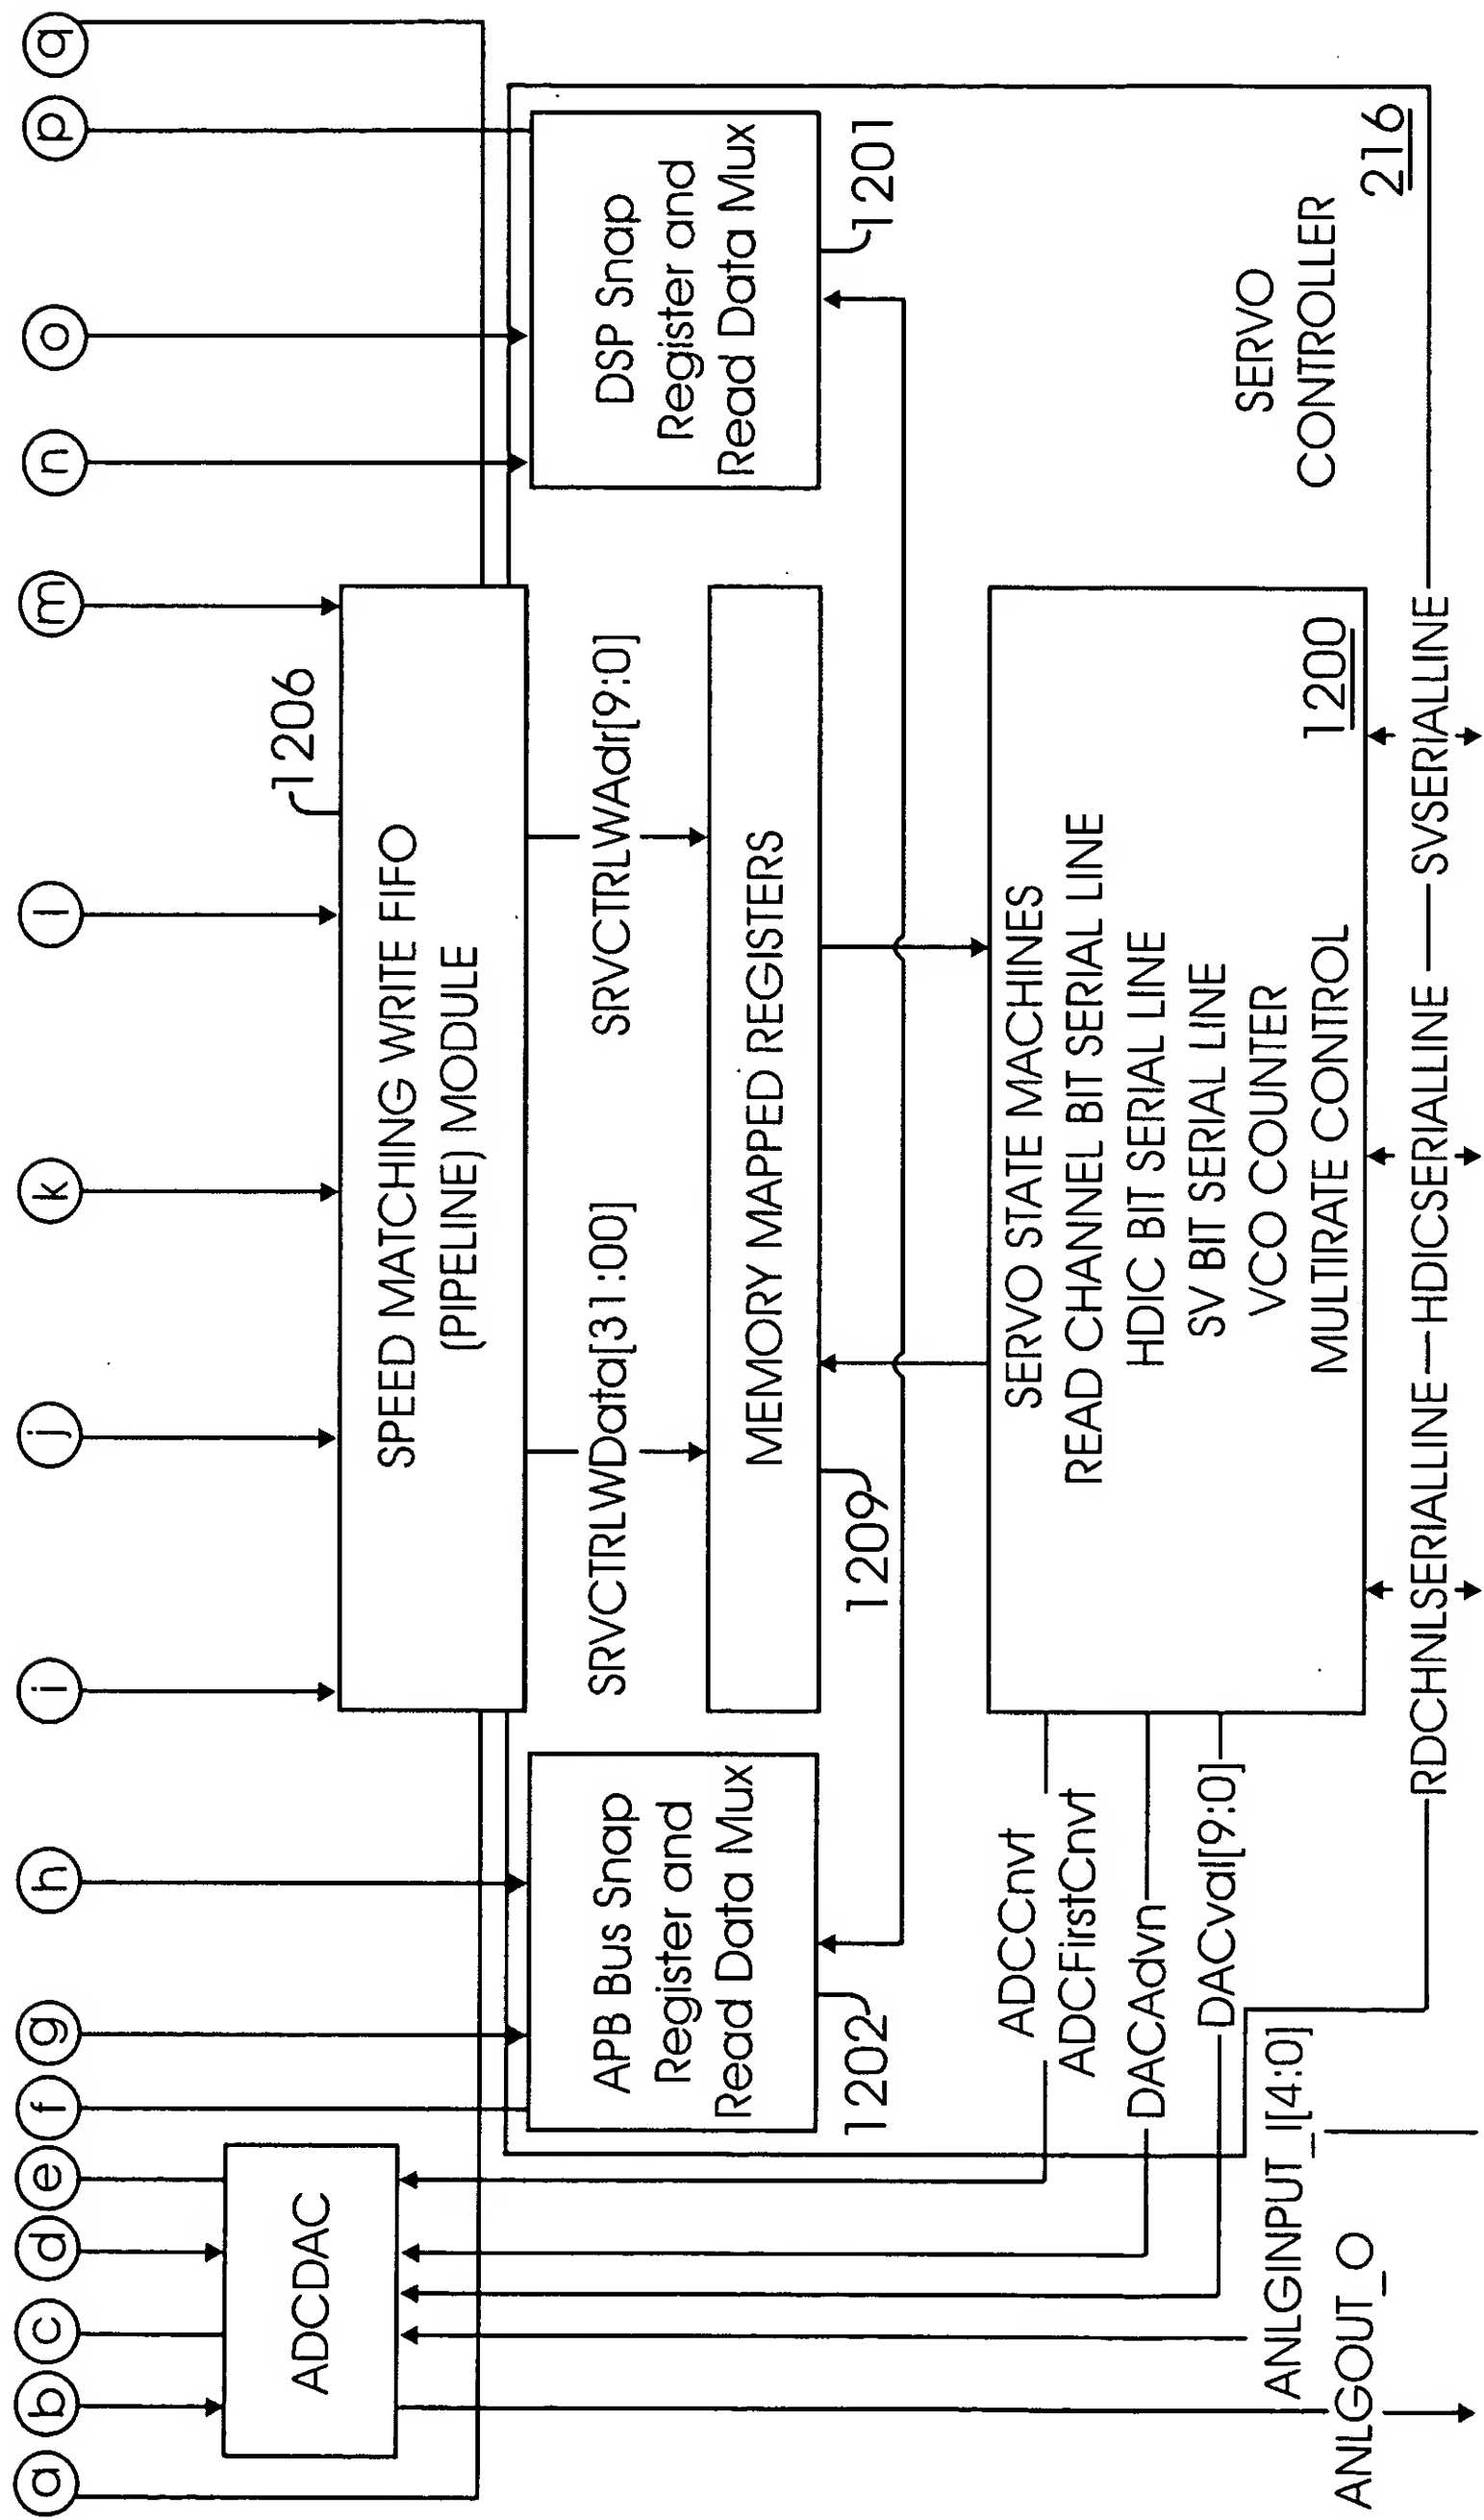 a
b
c
d
e
f
g
h
i
j
k
l
m
n
o
p
q
ADCDAC
1206
SPEED MATCHING WRITE FIFO
(PIPELINE) MODULE
APB Bus Snap
Register and
Read Data Mux
1202
SRVCTRLWData[31:00]
SRVCTRLWAdr[9:0]
DSP Snap
Register and
Read Data Mux
1201
MEMORY MAPPED REGISTERS
1209
ADCCnvt
ADCFirstCnvt
DACAdvn
DACval[9:0]
SERVO STATE MACHINES
READ CHANNEL BIT SERIAL LINE
HDIC BIT SERIAL LINE
SV BIT SERIAL LINE
VCO COUNTER
MULTIRATE CONTROL
1200
SERVO
CONTROLLER
216
ANLGINPUT_I[4:0]
ANLGOUT_O
RDCHNLSERIALLINE
HDICSERIALLINE
SVSERIALLINE